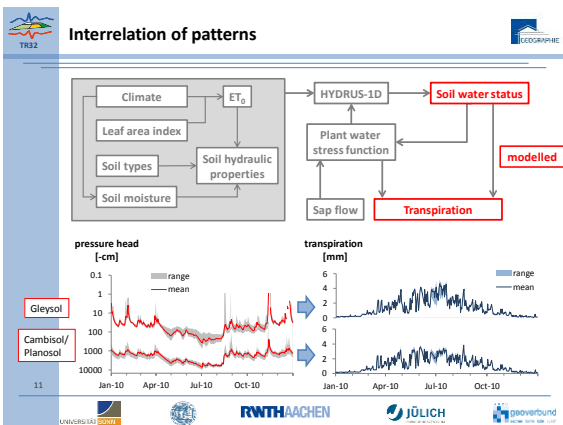 TR32
Interrelation of patterns
GEOGRAPHIE
Climate
ET0
HYDRUS-1D
Soil water status
Leaf area index
Plant water
stress function
Soil types
Soil hydraulic
properties
modelled
Soil moisture
Sap flow
Transpiration
pressure head
[-cm]
transpiration
[mm]
0.1
1
10
100
1000
10000
range
mean
Gleysol
Cambisol/
Planosol
Jan-10 Apr-10 Jul-10 Oct-10
6
4
2
0
range
mean
6
4
2
0
Jan-10 Apr-10 Jul-10 Oct-10
11
UNIVERSITÄT BONN
RWTHAACHEN
JÜLICH
geoverbund